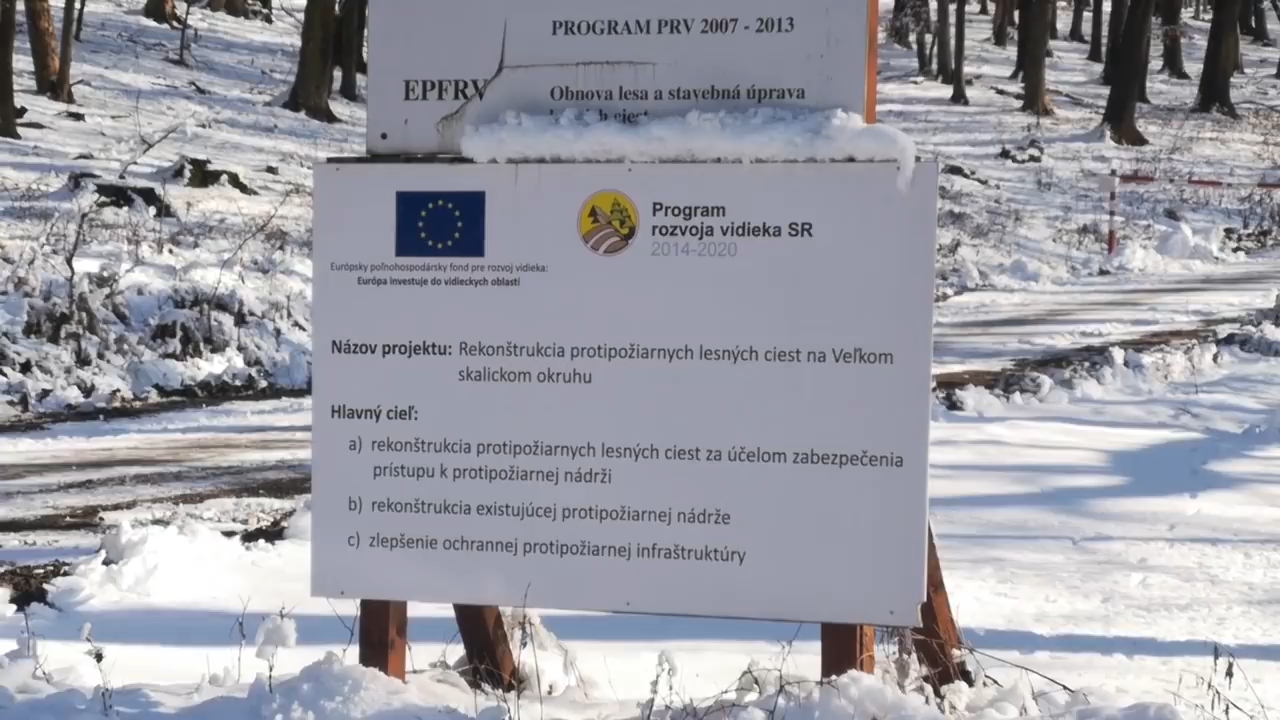 PROGRAM PRV 2007 - 2013
EPFRV
Obnova lesa a stavebná úprava
ciest
Program
rozvoja vidieka SR
2014-2020
Európsky poľnohospodársky fond pre rozvoj vidieka:
Európa investuje do vidieckych oblastí
Názov projektu: Rekonštrukcia protipožiarnych lesných ciest na Veľkom
skalickom okruhu
Hlavný cieľ:
a) rekonštrukcia protipožiarnych lesných ciest za účelom zabezpečenia
prístupu k protipožiarnej nádrži
b) rekonštrukcia existujúcej protipožiarnej nádrže
c) zlepšenie ochrannej protipožiarnej infraštruktúry